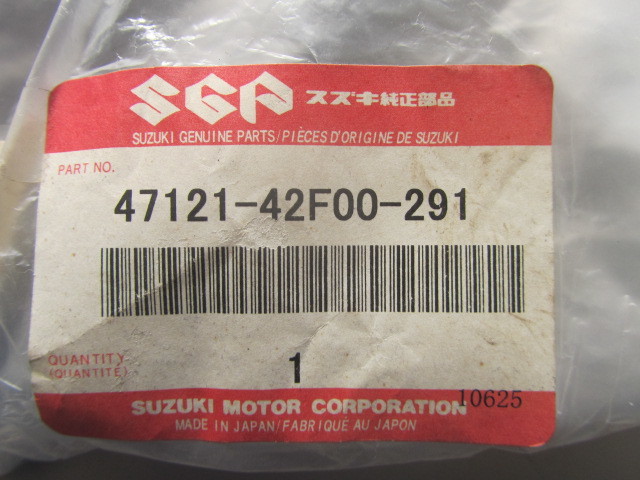 SGP スズキ純正部品
SUZUKI GENUINE PARTS/PIÈCES D'ORIGINE DE SUZUKI
PART NO.
47121-42F00-291
QUANTITY
(QUANTITÉ)
1
10625
SUZUKI MOTOR CORPORATION
MADE IN JAPAN/FABRIQUÉ AU JAPON